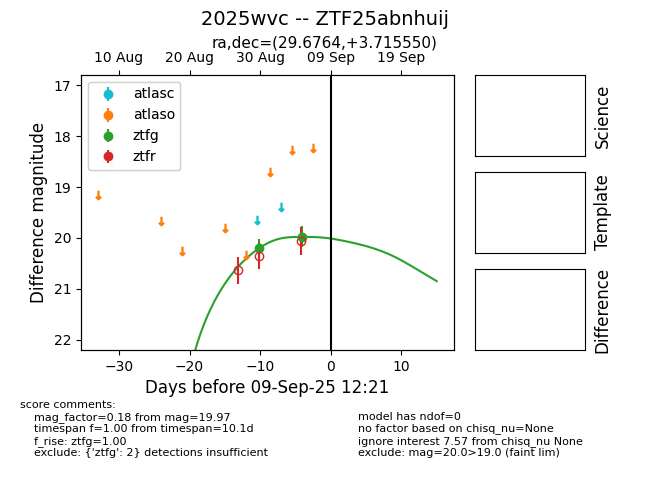 2025wvc -- ZTF25abnhuij
ra,dec=(29.6764,+3.715550)
10 Aug 20 Aug 30 Aug 09 Sep 19 Sep
17
18
19
20
21
22
Difference magnitude
atlasc
atlaso
ztfg
ztfr
−30 −20 −10 0 10
Days before 09-Sep-25 12:21
Science
Template
Difference
score comments:
mag_factor=0.18 from mag=19.97
timespan f=1.00 from timespan=10.1d
f_rise: ztfg=1.00
exclude: {'ztfg': 2} detections insufficient
model has ndof=0
no factor based on chisq_nu=None
ignore interest 7.57 from chisq_nu None
exclude: mag=20.0>19.0 (faint lim)